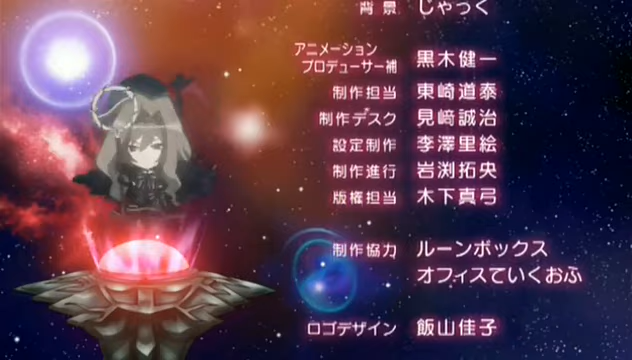 背景 じゃっく
アニメーション
プロデューサー補 黒木健一
制作担当 東崎道泰
制作デスク 見﨑誠治
設定制作 李澤里絵
制作進行 岩渕拓央
版権担当 木下真弓
制作協力 ルーンボックス
オフィスていくおふ
ロゴデザイン 飯山佳子